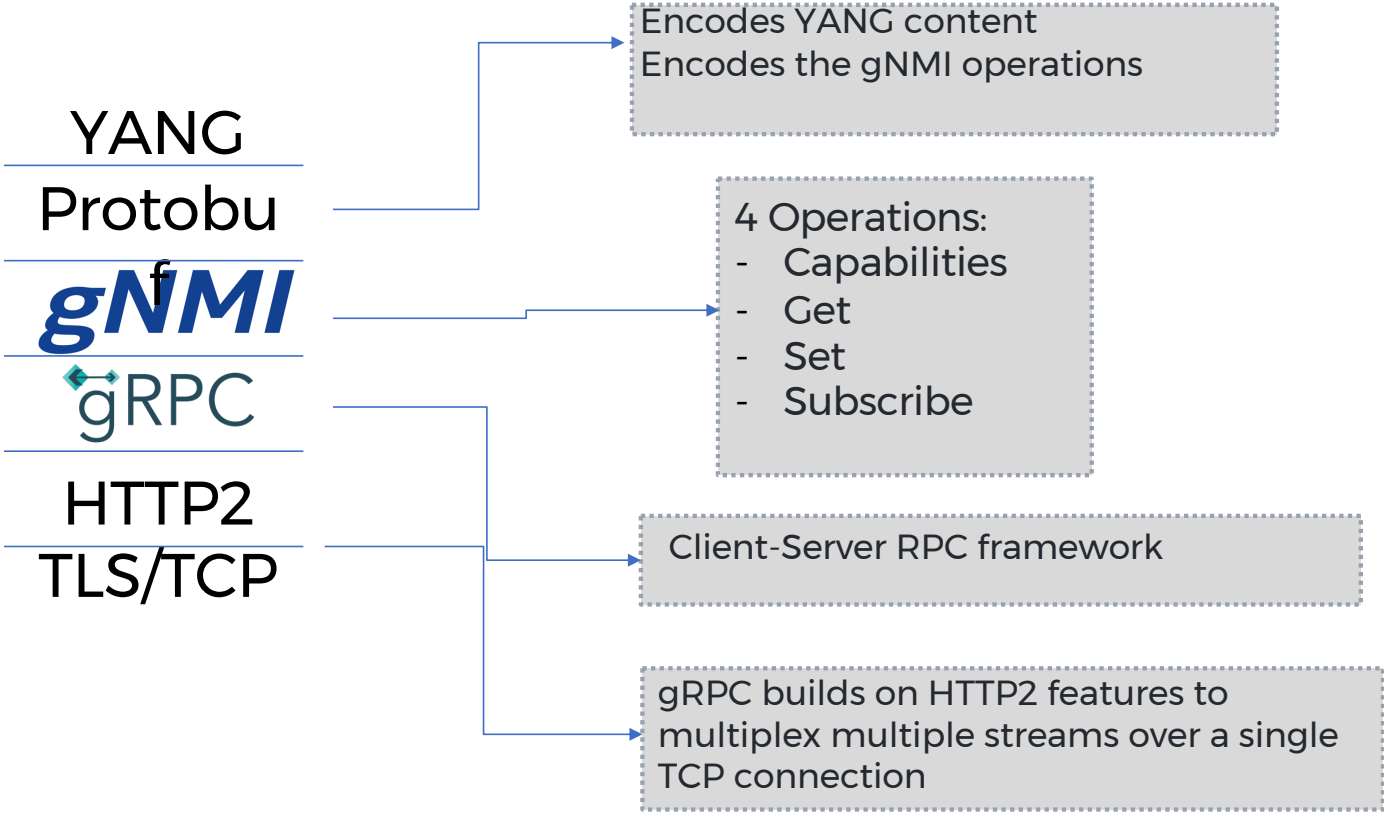 YANG
Protobu
f
gNMI
gRPC
HTTP2
TLS/TCP
Encodes YANG content
Encodes the gNMI operations
4 Operations:
- Capabilities
- Get
- Set
- Subscribe
Client-Server RPC framework
gRPC builds on HTTP2 features to
multiplex multiple streams over a single
TCP connection